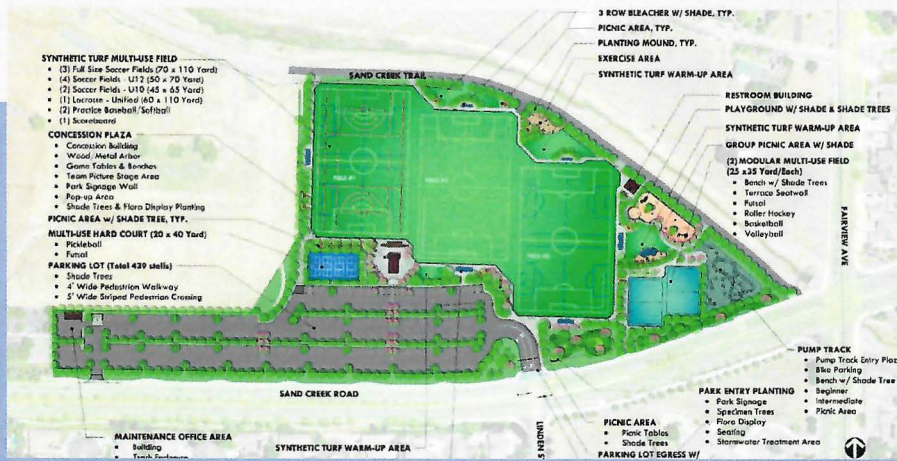 3 ROW BLEACHER W/ SHADE, TYP.
PICNIC AREA, TYP.
PLANTING MOUND, TYP.
EXERCISE AREA
SYNTHETIC TURF WARM-UP AREA
SYNTHETIC TURF MULTI-USE FIELD
• (3) Full Size Soccer Fields (70 x 110 Yard)
• (4) Soccer Fields - U12 (50 x 70 Yard)
• (2) Soccer Fields - U10 (45 x 65 Yard)
• (1) Lacrosse - Unified (60 x 110 Yard)
• (2) Practice Baseball/Softball
• (1) Scoreboard
CONCESSION PLAZA
• Concession Building
• Wood/Metal Arbor
• Game Tables & Benches
• Team Picture Stage Area
• Park Signage Wall
• Pop-up Area
• Shade Trees & Flora Display Planting
PICNIC AREA w/ SHADE TREE, TYP.
MULTI-USE HARD COURT (20 x 40 Yard)
• Pickleball
• Futsal
PARKING LOT (Total 439 stalls)
• Shade Trees
• 4' Wide Pedestrian Walkway
• 5' Wide Striped Pedestrian Crossing
SAND CREEK TRAIL
RESTROOM BUILDING
PLAYGROUND W/ SHADE & SHADE TREES
SYNTHETIC TURF WARM-UP AREA
GROUP PICNIC AREA W/ SHADE
(2) MODULAR MULTI-USE FIELD
(25 x35 Yard/Each)
• Bench w/ Shade Trees
• Terrace Seatwall
• Futsal
• Roller Hockey
• Basketball
• Volleyball
FAIRVIEW AVE
PUMP TRACK
• Pump Track Entry Plaz
• Bike Parking
• Bench w/ Shade Tree
• Beginner
• Intermediate
• Picnic Area
SAND CREEK ROAD
LINDEN S
PARK ENTRY PLANTING
• Park Signage
• Specimen Trees
• Flora Display
• Seating
• Stormwater Treatment Area
PICNIC AREA
• Picnic Tables
• Shade Trees
PARKING LOT EGRESS W/
MAINTENANCE OFFICE AREA
• Building
• Trash Enclosure
SYNTHETIC TURF WARM-UP AREA